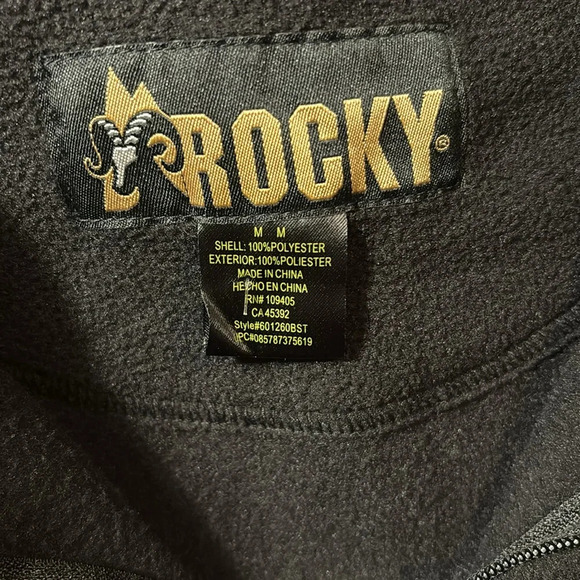 ROCKY®
M M
SHELL: 100%POLYESTER
EXTERIOR:100%POLIESTER
MADE IN CHINA
HECHO EN CHINA
RN# 109405
CA 45392
Style#601260BST
UPC#085787375619